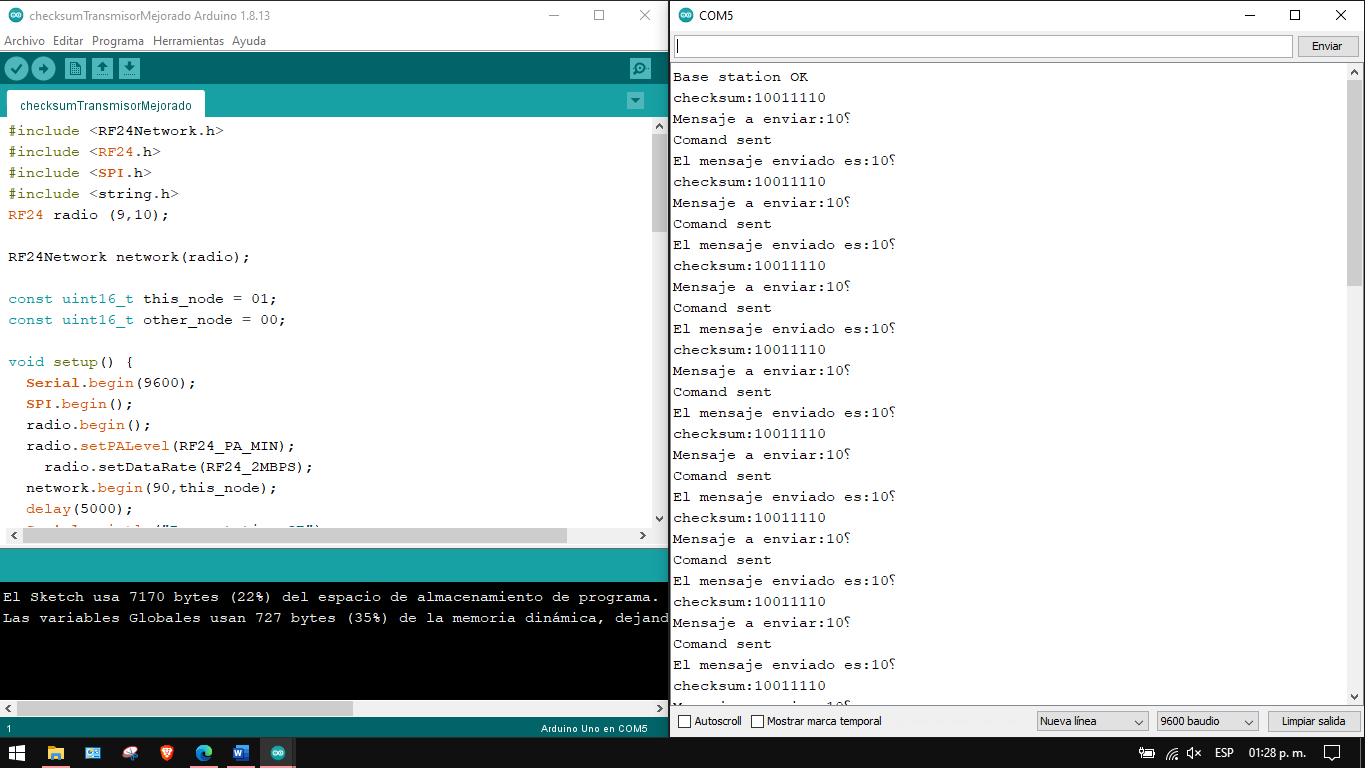 checksumTransmisorMejorado Arduino 1.8.13
Archivo Editar Programa Herramientas Ayuda
checksumTransmisorMejorado
#include <RF24Network.h>
#include <RF24.h>
#include <SPI.h>
#include <string.h>
RF24 radio (9,10);
RF24Network network(radio);
const uint16_t this_node = 01;
const uint16_t other_node = 00;
void setup() {
Serial.begin(9600);
SPI.begin();
radio.begin();
radio.setPALevel(RF24_PA_MIN);
radio.setDataRate(RF24_2MBPS);
network.begin(90,this_node);
delay(5000);
El Sketch usa 7170 bytes (22%) del espacio de almacenamiento de programa.
Las variables Globales usan 727 bytes (35%) de la memoria dinámica, dejand
1
Arduino Uno en COM5
COM5
Enviar
Base station OK
checksum:10011110
Mensaje a enviar:10⸮
Comand sent
El mensaje enviado es:10⸮
checksum:10011110
Mensaje a enviar:10⸮
Comand sent
El mensaje enviado es:10⸮
checksum:10011110
Mensaje a enviar:10⸮
Comand sent
El mensaje enviado es:10⸮
checksum:10011110
Mensaje a enviar:10⸮
Comand sent
El mensaje enviado es:10⸮
checksum:10011110
Mensaje a enviar:10⸮
Comand sent
El mensaje enviado es:10⸮
checksum:10011110
Mensaje a enviar:10⸮
Comand sent
El mensaje enviado es:10⸮
checksum:10011110
Mensaje a enviar:10⸮
Comand sent
El mensaje enviado es:10⸮
checksum:10011110
Autoscroll
Mostrar marca temporal
Nueva línea
9600 baudio
Limpiar salida
ESP
01:28 p. m.